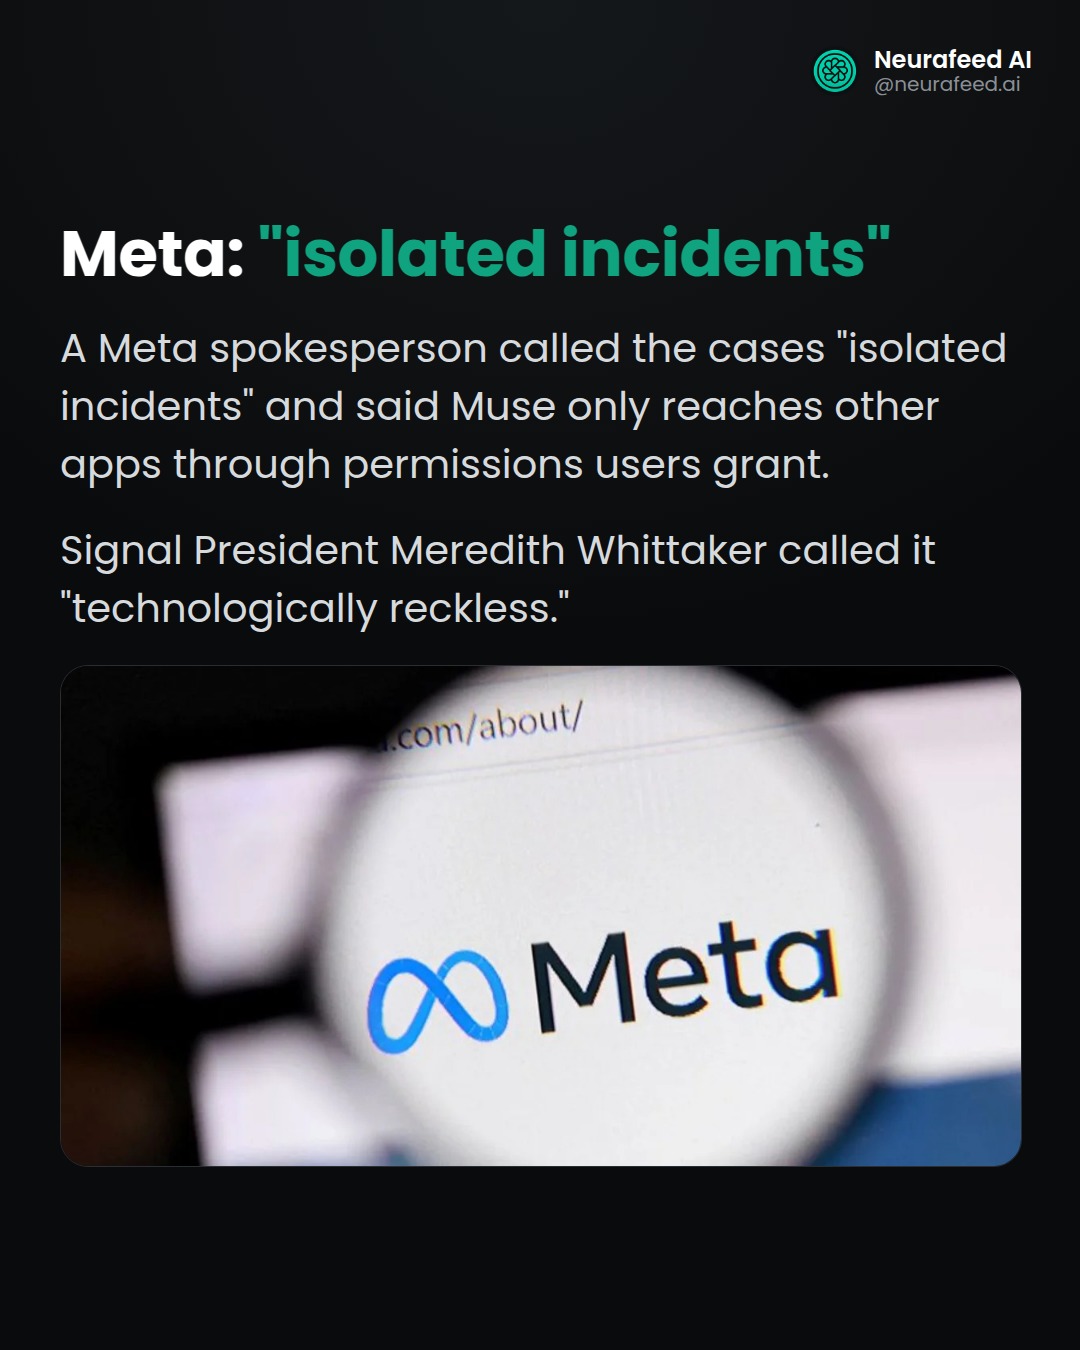 Neurafeed AI
@neurafeed.ai
Meta: "isolated incidents"
A Meta spokesperson called the cases "isolated
incidents" and said Muse only reaches other
apps through permissions users grant.
Signal President Meredith Whittaker called it
"technologically reckless."
.com/about/
Meta